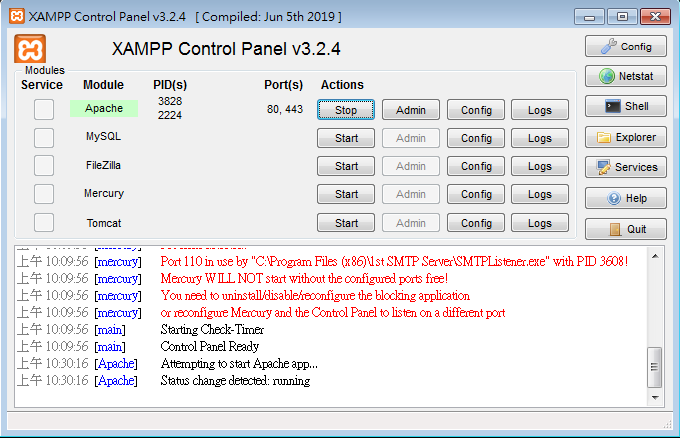 XAMPP Control Panel v3.2.4 [ Compiled: Jun 5th 2019 ]
XAMPP Control Panel v3.2.4
Config
Modules
Service Module PID(s) Port(s) Actions
Netstat
Apache 3828 80, 443 Stop Admin Config Logs
2224
Shell
MySQL Start Admin Config Logs
Explorer
FileZilla Start Admin Config Logs
Services
Mercury Start Admin Config Logs
Help
Tomcat Start Admin Config Logs
Quit
上午 10:09:56 [mercury] Port 110 in use by "C:\Program Files (x86)\1st SMTP Server\SMTPListener.exe" with PID 3608!
上午 10:09:56 [mercury] Mercury WILL NOT start without the configured ports free!
上午 10:09:56 [mercury] You need to uninstall/disable/reconfigure the blocking application
上午 10:09:56 [mercury] or reconfigure Mercury and the Control Panel to listen on a different port
上午 10:09:56 [main] Starting Check-Timer
上午 10:09:56 [main] Control Panel Ready
上午 10:30:16 [Apache] Attempting to start Apache app...
上午 10:30:16 [Apache] Status change detected: running